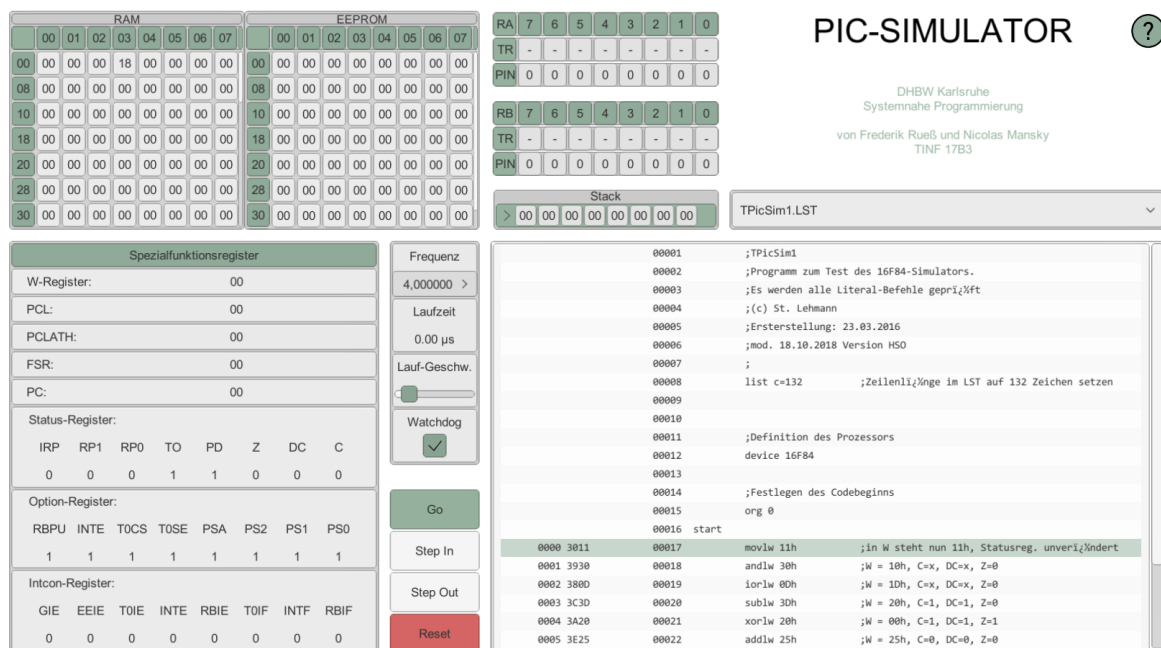 RAM
00 01 02 03 04 05 06 07
00 00 00 00 18 00 00 00 00
08 00 00 00 00 00 00 00 00
10 00 00 00 00 00 00 00 00
18 00 00 00 00 00 00 00 00
20 00 00 00 00 00 00 00 00
28 00 00 00 00 00 00 00 00
30 00 00 00 00 00 00 00 00
EEPROM
00 01 02 03 04 05 06 07
00 00 00 00 00 00 00 00 00
08 00 00 00 00 00 00 00 00
10 00 00 00 00 00 00 00 00
18 00 00 00 00 00 00 00 00
20 00 00 00 00 00 00 00 00
28 00 00 00 00 00 00 00 00
30 00 00 00 00 00 00 00 00
RA 7 6 5 4 3 2 1 0
TR - - - - - - - -
PIN 0 0 0 0 0 0 0 0
RB 7 6 5 4 3 2 1 0
TR - - - - - - - -
PIN 0 0 0 0 0 0 0 0
Stack
> 00 00 00 00 00 00 00 00
PIC-SIMULATOR
?
DHBW Karlsruhe
Systemnahe Programmierung
von Frederik Rueß und Nicolas Mansky
TINF 17B3
TPicSim1.LST
Spezialfunktionsregister
W-Register: 00
PCL: 00
PCLATH: 00
FSR: 00
PC: 00
Status-Register:
IRP RP1 RP0 TO PD Z DC C
0 0 0 1 1 0 0 0
Option-Register:
RBPU INTE T0CS T0SE PSA PS2 PS1 PS0
1 1 1 1 1 1 1 1
Intcon-Register:
GIE EEIE T0IE INTE RBIE T0IF INTF RBIF
0 0 0 0 0 0 0 0
Frequenz
4,000000 >
Laufzeit
0.00 µs
Lauf-Geschw.
Watchdog
Go
Step In
Step Out
Reset
00001 ;TPicSim1
00002 ;Programm zum Test des 16F84-Simulators.
00003 ;Es werden alle Literal-Befehle geprï¿½ft
00004 ;(c) St. Lehmann
00005 ;Ersterstellung: 23.03.2016
00006 ;mod. 18.10.2018 Version HSO
00007 ;
00008 list c=132 ;Zeilenlï¿½nge im LST auf 132 Zeichen setzen
00009
00010
00011 ;Definition des Prozessors
00012 device 16F84
00013
00014 ;Festlegen des Codebeginns
00015 org 0
00016 start
0000 3011 00017 movlw 11h ;in W steht nun 11h, Statusreg. unverï¿½ndert
0001 3930 00018 andlw 30h ;W = 10h, C=x, DC=x, Z=0
0002 380D 00019 iorlw 0Dh ;W = 1Dh, C=x, DC=x, Z=0
0003 3C3D 00020 sublw 3Dh ;W = 20h, C=1, DC=1, Z=0
0004 3A20 00021 xorlw 20h ;W = 00h, C=1, DC=1, Z=1
0005 3E25 00022 addlw 25h ;W = 25h, C=0, DC=0, Z=0